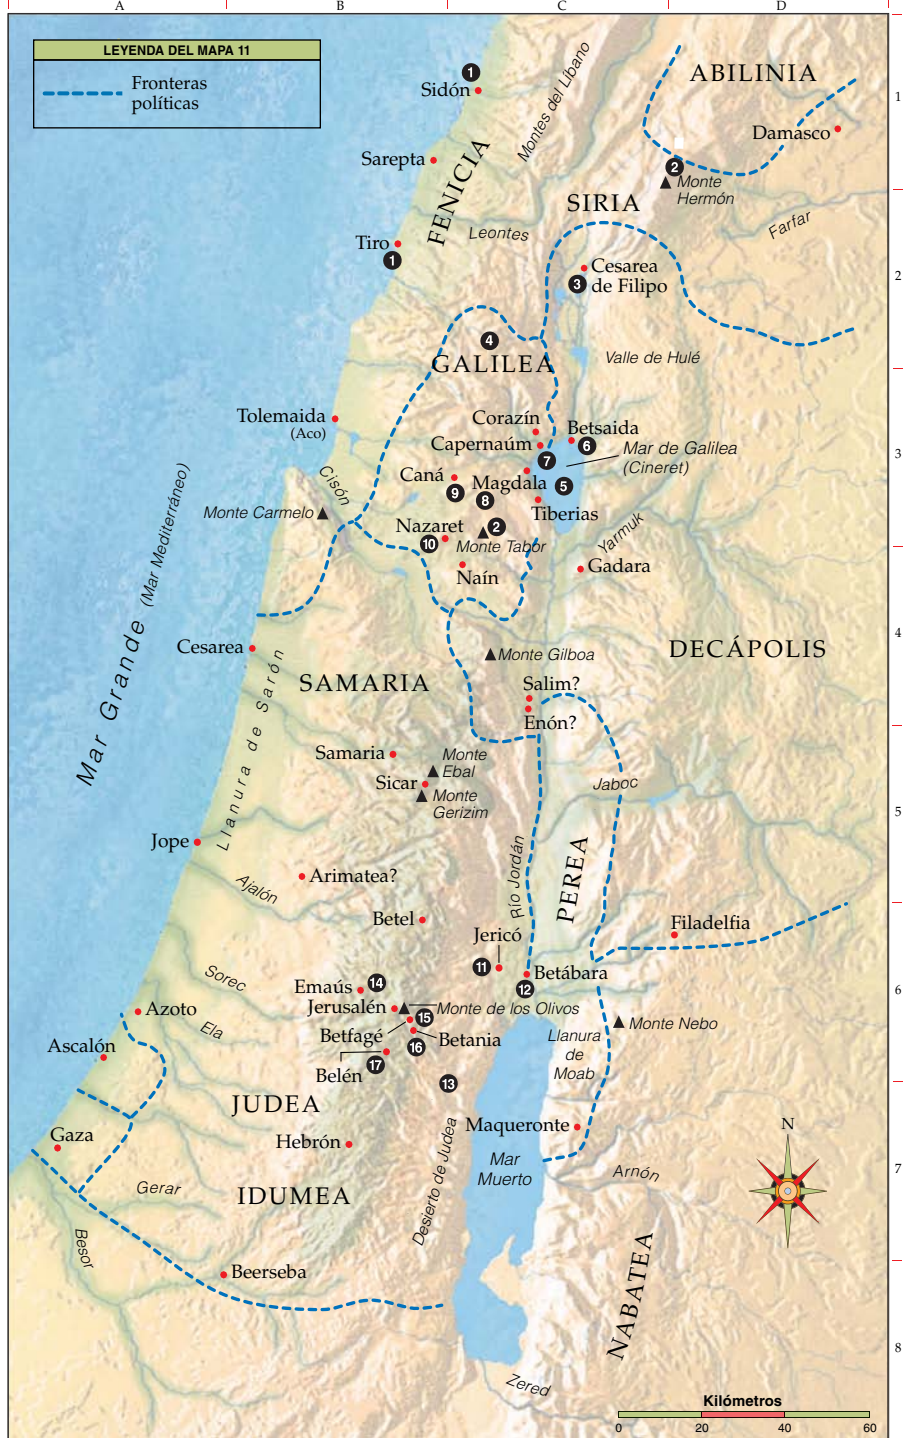 A
B
C
D
LEYENDA DEL MAPA 11
Fronteras
políticas
1
Sidón
Montes del Líbano
ABILINIA
1
Damasco
Sarepta
FENICIA
2
Monte
Hermón
SIRIA
Leontes
Farfar
Tiro
1
Cesarea
de Filipo
3
2
4
GALILEA
Valle de Hulé
Tolemaida
(Aco)
Corazín
Betsaida
6
Capernaúm
7
Mar de Galilea
(Cineret)
3
Caná
9
Magdala
8
5
Cisón
Tiberias
Monte Carmelo
Nazaret
10
2
Monte Tabor
Yarmuk
Naín
Gadara
Mar Grande (Mar Mediterráneo)
Cesarea
4
Monte Gilboa
DECÁPOLIS
SAMARIA
Salim?
Enón?
Llanura de Sarón
Samaria
Monte
Ebal
Sicar
Monte
Gerizim
Jaboc
5
Jope
Río Jordán
PEREA
Arimatea?
Ajalón
Betel
Filadelfia
Jericó
11
Betábara
12
Sorec
Emaús
14
6
Jerusalén
Monte de los Olivos
15
Azoto
Ela
Betfagé
Betania
16
Monte Nebo
Llanura
de
Moab
Ascalón
Belén
17
13
JUDEA
Gaza
Hebrón
Maqueronte
N
Desierto de Judea
Mar
Muerto
Arnón
7
Gerar
IDUMEA
Besor
Beerseba
NABATEA
8
Zered
Kilómetros
0
20
40
60